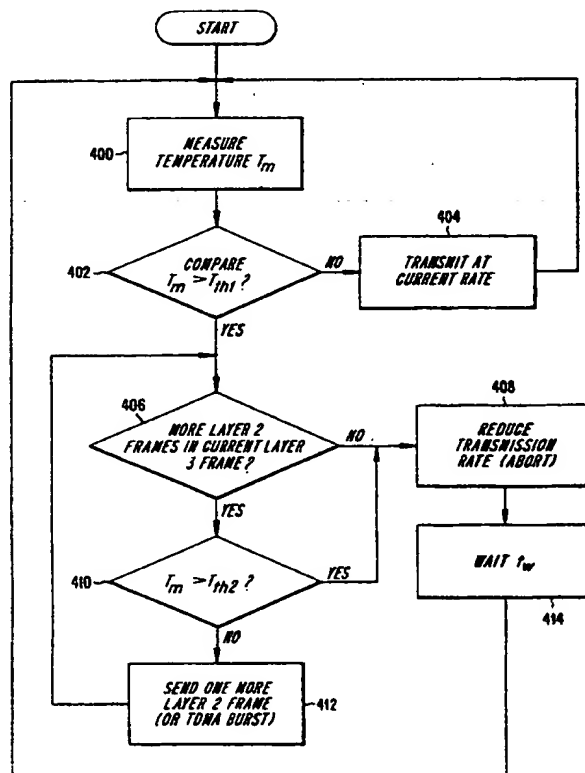 START
400
MEASURE
TEMPERATURE Tm
402
COMPARE
Tm > Tth1 ?
NO
404
TRANSMIT AT
CURRENT RATE
YES
406
MORE LAYER 2
FRAMES IN CURRENT LAYER
3 FRAME ?
NO
408
REDUCE
TRANSMISSION
RATE (ABORT)
YES
410
Tm > Tth2 ?
YES
WAIT tw
414
NO
SEND ONE MORE
LAYER 2 FRAME
(OR TDMA BURST)
412